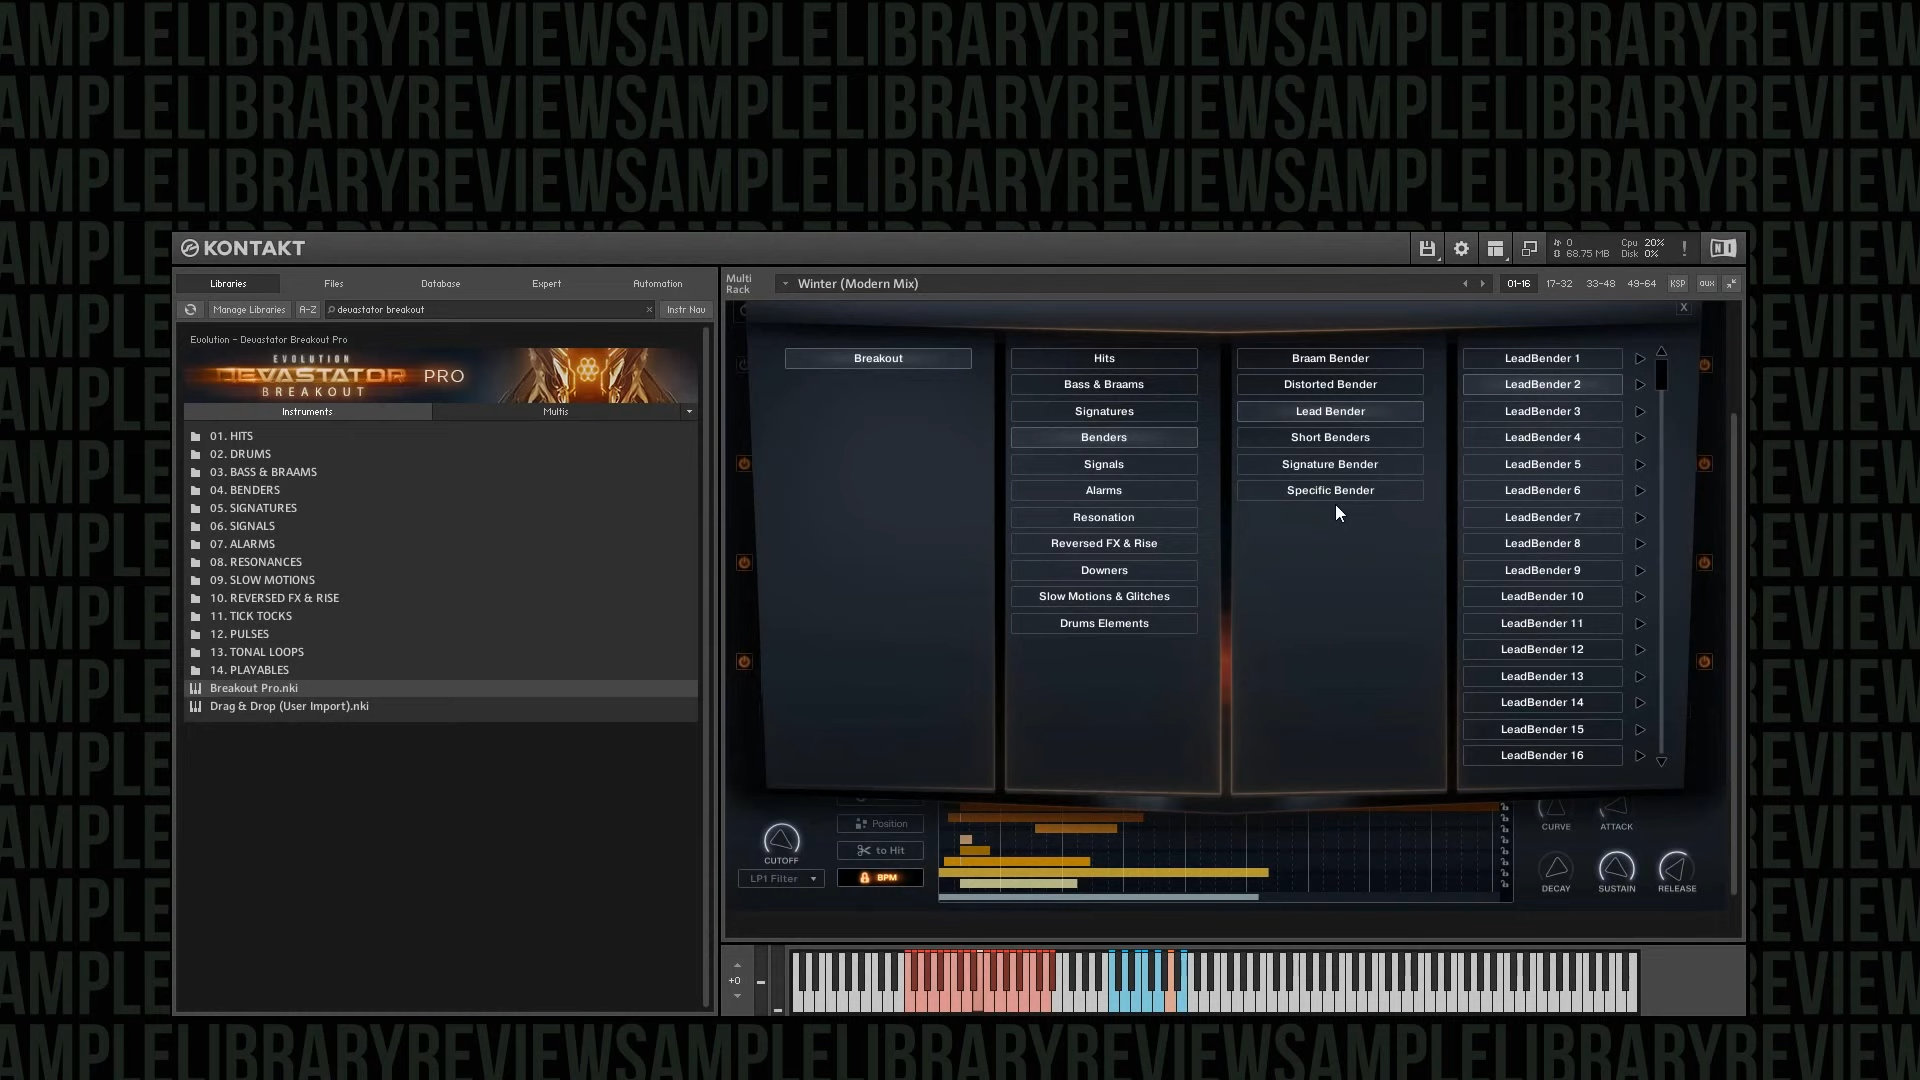 AMPLELIBRARYREVIEWSAMPLELIBRARYREVIEWSAMPLELIBRARYREVIEWSAMPLELIBRARYREVIEW
KONTAKT
0
68.75 MB
Cpu 20%
Disk 0%
!
Libraries
Files
Database
Expert
Automation
Manage Libraries
A-Z
devastator breakout
×
Instr Nav
Evolution - Devastator Breakout Pro
EVOLUTION
DEVASTATOR PRO
BREAKOUT
Instruments
Multis
01. HITS
02. DRUMS
03. BASS & BRAAMS
04. BENDERS
05. SIGNATURES
06. SIGNALS
07. ALARMS
08. RESONANCES
09. SLOW MOTIONS
10. REVERSED FX & RISE
11. TICK TOCKS
12. PULSES
13. TONAL LOOPS
14. PLAYABLES
Breakout Pro.nki
Drag & Drop (User Import).nki
Multi
Rack
Winter (Modern Mix)
01-16
17-32
33-48
49-64
KSP
aux
X
Breakout
Hits
Bass & Braams
Signatures
Benders
Signals
Alarms
Resonation
Reversed FX & Rise
Downers
Slow Motions & Glitches
Drums Elements
Braam Bender
Distorted Bender
Lead Bender
Short Benders
Signature Bender
Specific Bender
LeadBender 1
LeadBender 2
LeadBender 3
LeadBender 4
LeadBender 5
LeadBender 6
LeadBender 7
LeadBender 8
LeadBender 9
LeadBender 10
LeadBender 11
LeadBender 12
LeadBender 13
LeadBender 14
LeadBender 15
LeadBender 16
CUTOFF
LP1 Filter
Position
to Hit
BPM
CURVE
ATTACK
DECAY
SUSTAIN
RELEASE
+0